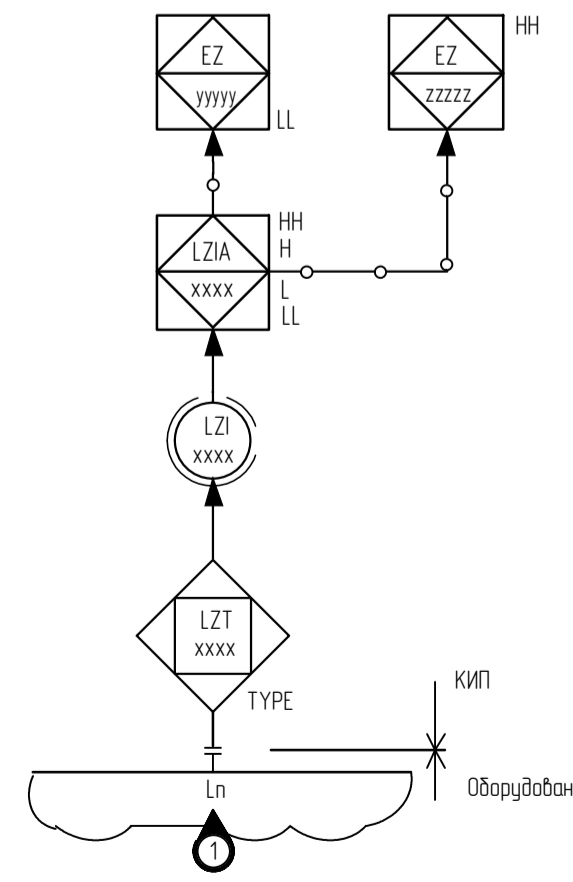 EZ
yyyyy
LL
EZ
zzzzz
HH
LZIA
xxxx
HH
H
L
LL
LZI
xxxx
LZT
xxxx
TYPE
КИП
Оборудован
Ln
1